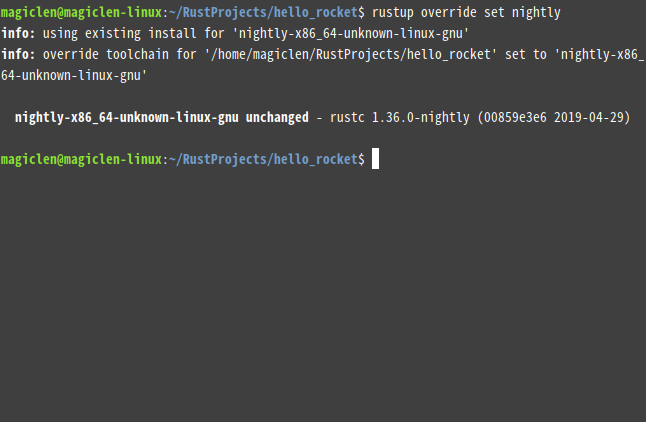 magiclen@magiclen-linux:~/RustProjects/hello_rocket$ rustup override set nightly
info: using existing install for 'nightly-x86_64-unknown-linux-gnu'
info: override toolchain for '/home/magiclen/RustProjects/hello_rocket' set to 'nightly-x86_
64-unknown-linux-gnu'
nightly-x86_64-unknown-linux-gnu unchanged - rustc 1.36.0-nightly (00859e3e6 2019-04-29)
magiclen@magiclen-linux:~/RustProjects/hello_rocket$